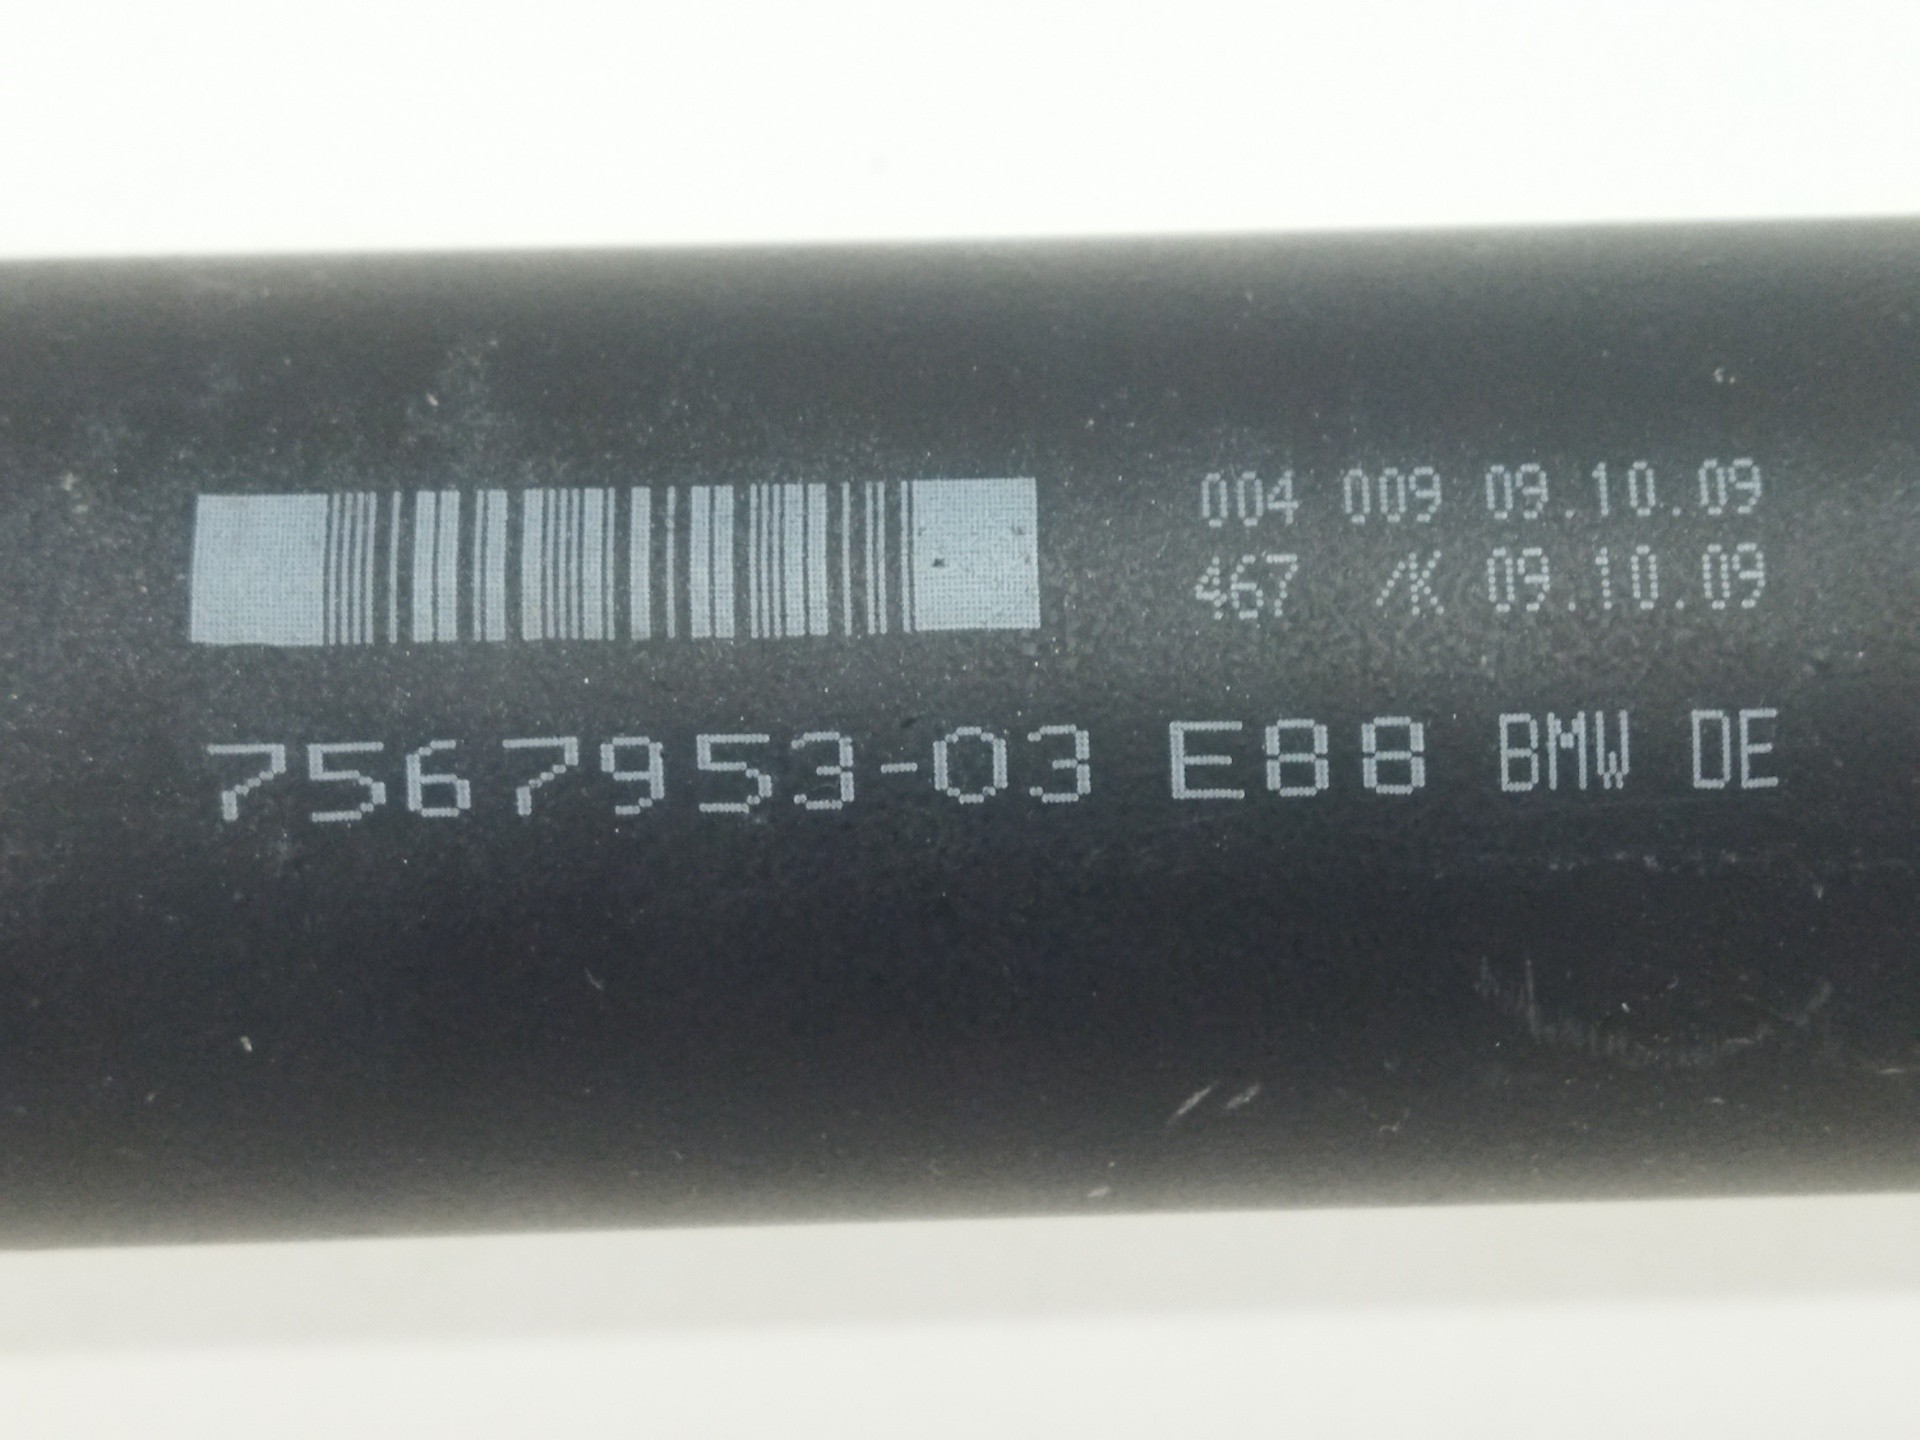 004 009 09.10.09
467 /K 09.10.09
7567953-03 E88 BMW DE